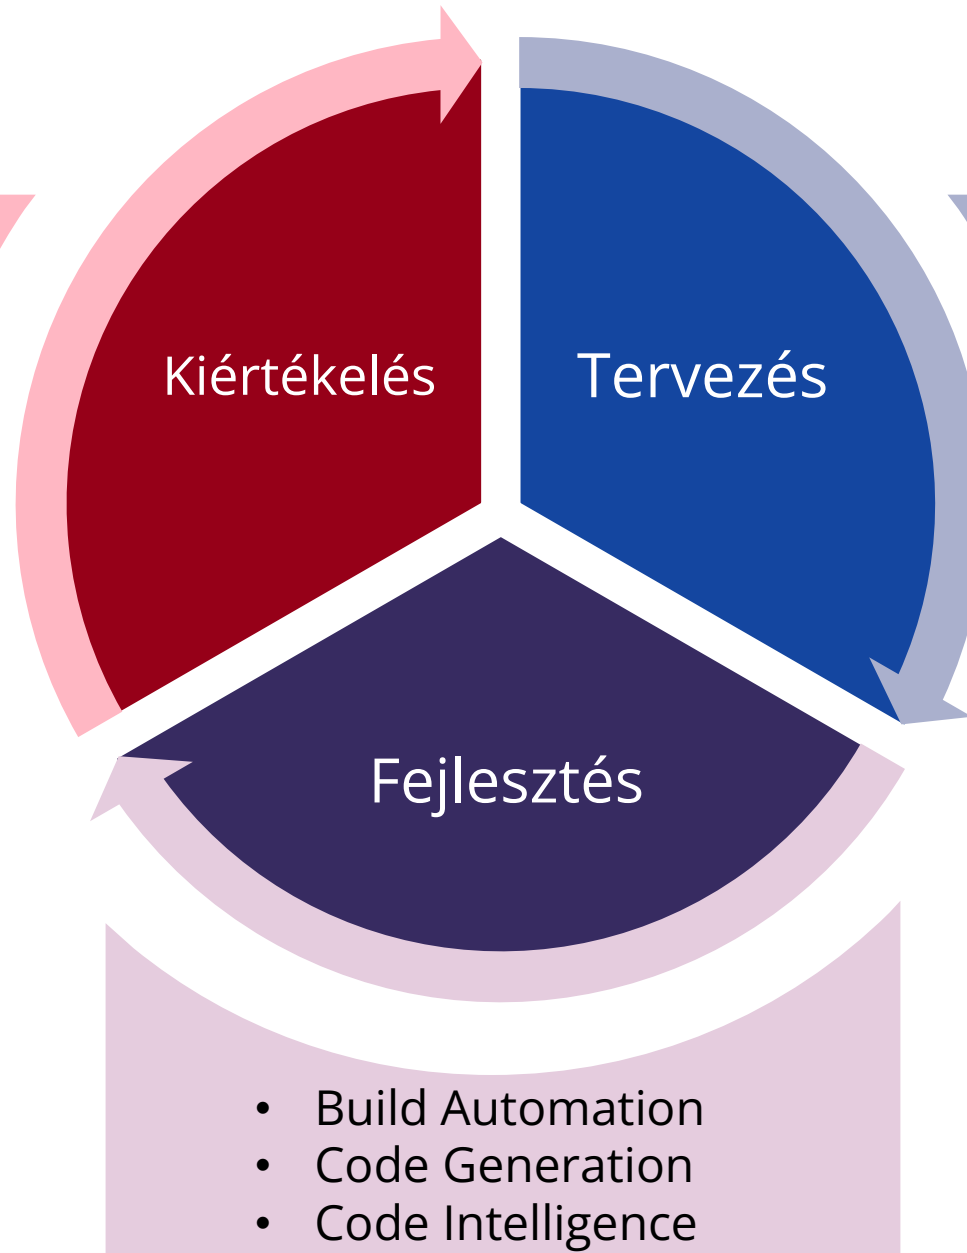 Kiértékelés
Tervezés
Fejlesztés
• Build Automation
• Code Generation
• Code Intelligence